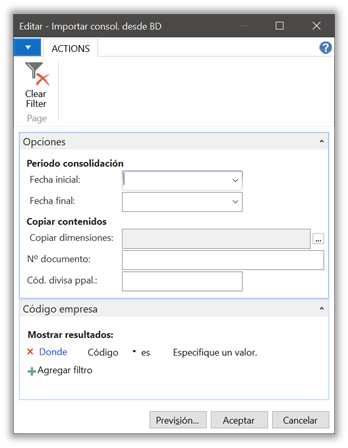 Editar - Importar consol. desde BD
ACTIONS
?
Clear
Filter
Page
Opciones
Periodo consolidación
Fecha inicial:
Fecha final:
Copiar contenidos
Copiar dimensiones: ...
Nº documento:
Cód. divisa ppal.:
Código empresa
Mostrar resultados:
Donde Código es Especifique un valor.
Agregar filtro
Previsión... Aceptar Cancelar